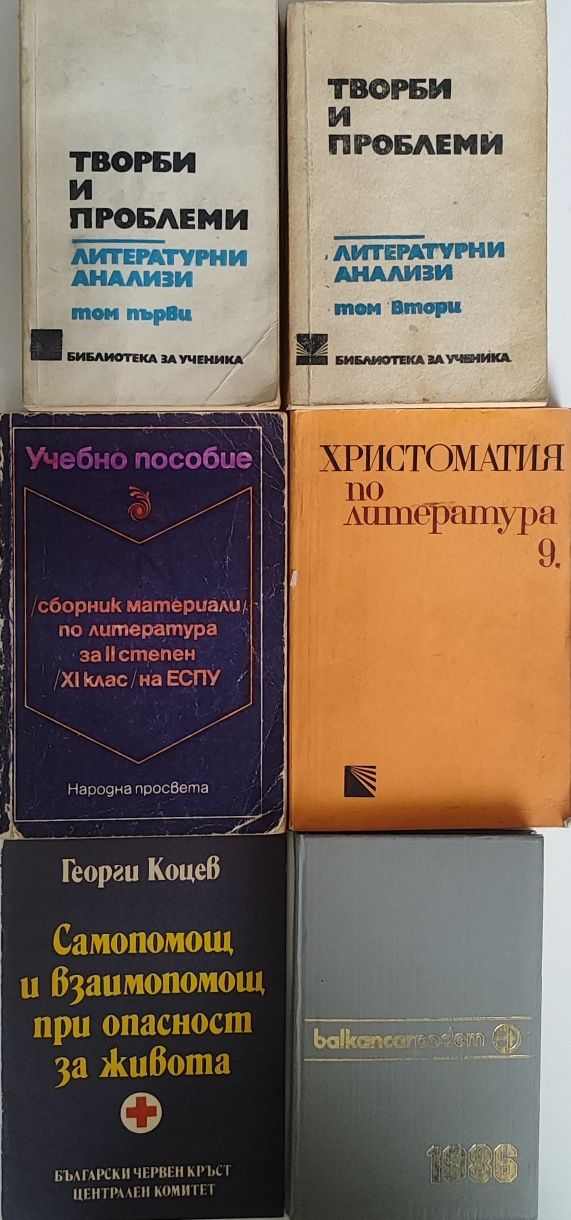 ТВОРБИ
И
ПРОБЛЕМИ
ЛИТЕРАТУРНИ
АНАЛИЗИ
том първи
БИБЛИОТЕКА ЗА УЧЕНИКА
ТВОРБИ
И
ПРОБЛЕМИ
ЛИТЕРАТУРНИ
АНАЛИЗИ
том втори
БИБЛИОТЕКА ЗА УЧЕНИКА
Учебно пособие
/сборник материали/
по литература
за II степен
/XI клас/на ЕСПУ
Народна просвета
ХРИСТОМАТИЯ
по
литература
9.
Георги Коцев
Самопомощ
и взаимопомощ
при опасност
за живота
БЪЛГАРСКИ ЧЕРВЕН КРЪСТ
ЦЕНТРАЛЕН КОМИТЕТ
balkancarpodem
1986